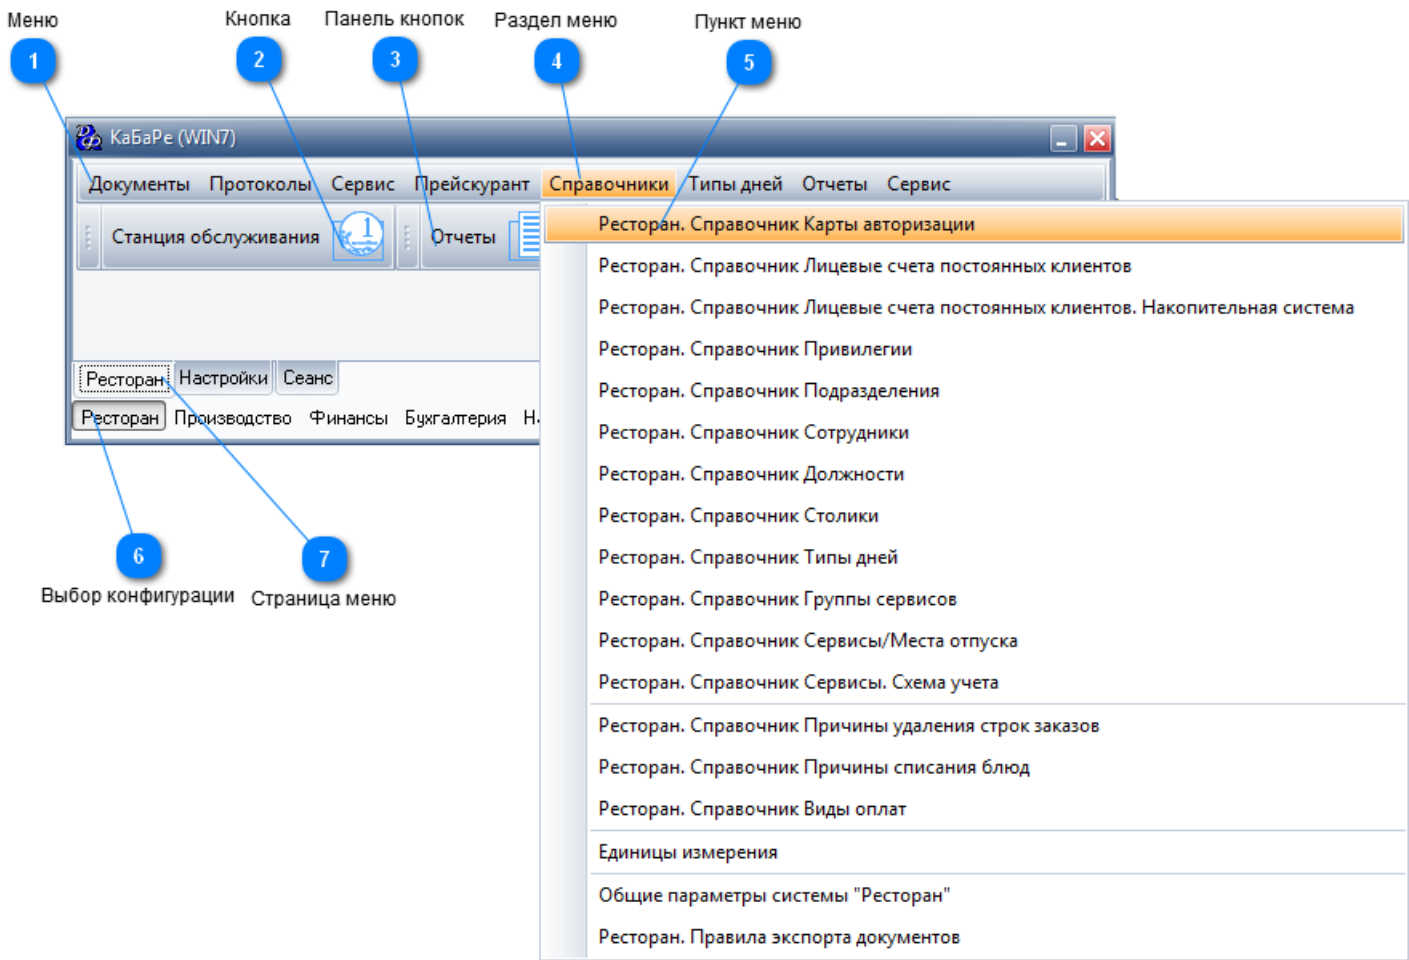 Меню
Кнопка
Панель кнопок
Раздел меню
Пункт меню
1
2
3
4
5
КаБаРе (WIN7)
Документы Протоколы Сервис Прейскурант Справочники Типы дней Отчеты Сервис
Станция обслуживания
1
Отчеты
Ресторан. Справочник Карты авторизации
Ресторан. Справочник Лицевые счета постоянных клиентов
Ресторан. Справочник Лицевые счета постоянных клиентов. Накопительная система
Ресторан. Справочник Привилегии
Ресторан. Справочник Подразделения
Ресторан. Справочник Сотрудники
Ресторан. Справочник Должности
Ресторан. Справочник Столики
Ресторан. Справочник Типы дней
Ресторан. Справочник Группы сервисов
Ресторан. Справочник Сервисы/Места отпуска
Ресторан. Справочник Сервисы. Схема учета
Ресторан. Справочник Причины удаления строк заказов
Ресторан. Справочник Причины списания блюд
Ресторан. Справочник Виды оплат
Единицы измерения
Общие параметры системы "Ресторан"
Ресторан. Правила экспорта документов
Ресторан Настройки Сеанс
Ресторан Производство Финансы Бухгалтерия
6
7
Выбор конфигурации
Страница меню